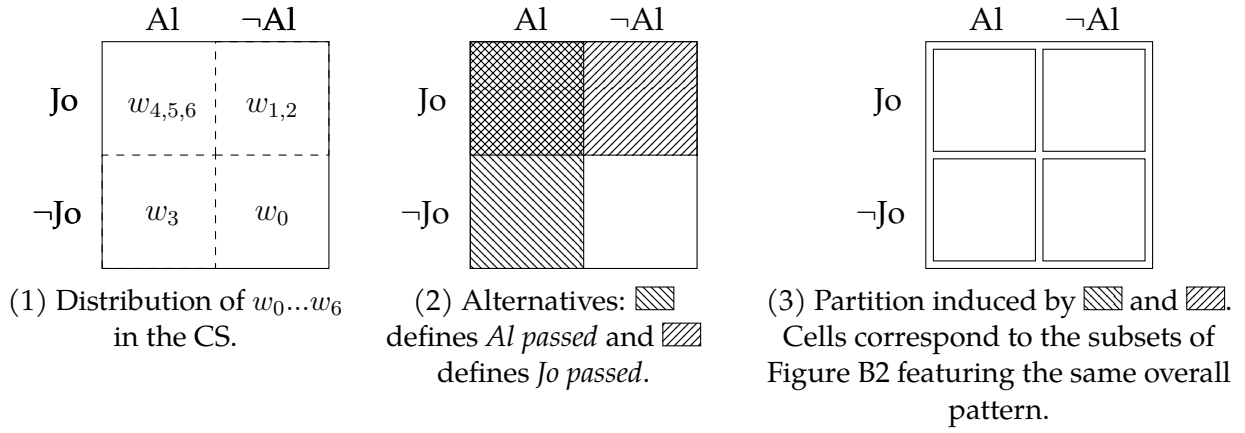 Al ¬Al
Jo w4,5,6 w1,2
¬Jo w3 w0
(1) Distribution of w0...w6
in the CS.
Al ¬Al
Jo
¬Jo
(2) Alternatives:
defines Al passed and
defines Jo passed.
Al ¬Al
Jo
¬Jo
(3) Partition induced by and .
Cells correspond to the subsets of
Figure B2 featuring the same overall
pattern.